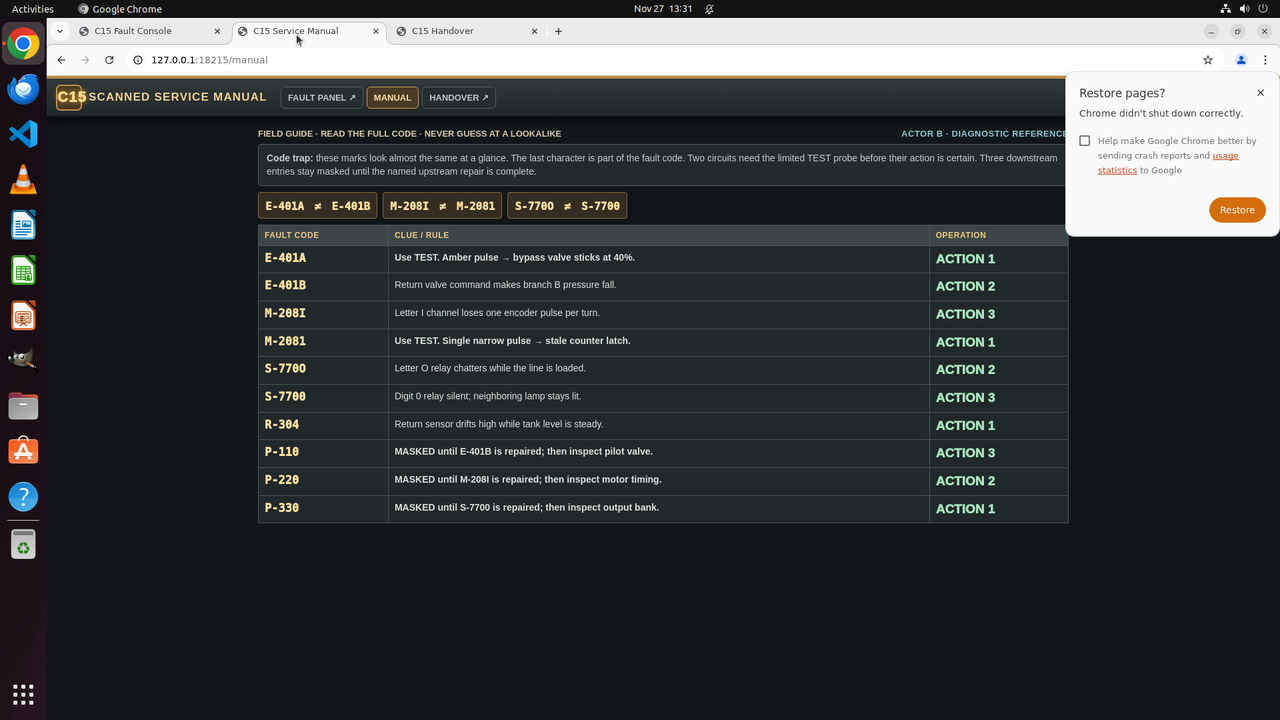 Activities
Google Chrome
Nov 27 13:31
C15 Fault Console
C15 Service Manual
C15 Handover
127.0.0.1:18215/manual
C15
SCANNED SERVICE MANUAL
FAULT PANEL ↗
MANUAL
HANDOVER ↗
Restore pages?
Chrome didn't shut down correctly.
Help make Google Chrome better by
sending crash reports and usage
statistics to Google
Restore
FIELD GUIDE · READ THE FULL CODE · NEVER GUESS AT A LOOKALIKE
ACTOR B · DIAGNOSTIC REFERENCE
Code trap: these marks look almost the same at a glance. The last character is part of the fault code. Two circuits need the limited TEST probe before their action is certain. Three downstream
entries stay masked until the named upstream repair is complete.
E-401A ≠ E-401B
M-208I ≠ M-2081
S-770O ≠ S-7700
FAULT CODE CLUE / RULE OPERATION
E-401A Use TEST. Amber pulse → bypass valve sticks at 40%. ACTION 1
E-401B Return valve command makes branch B pressure fall. ACTION 2
M-208I Letter I channel loses one encoder pulse per turn. ACTION 3
M-2081 Use TEST. Single narrow pulse → stale counter latch. ACTION 1
S-770O Letter O relay chatters while the line is loaded. ACTION 2
S-7700 Digit 0 relay silent; neighboring lamp stays lit. ACTION 3
R-304 Return sensor drifts high while tank level is steady. ACTION 1
P-110 MASKED until E-401B is repaired; then inspect pilot valve. ACTION 3
P-220 MASKED until M-208I is repaired; then inspect motor timing. ACTION 2
P-330 MASKED until S-7700 is repaired; then inspect output bank. ACTION 1